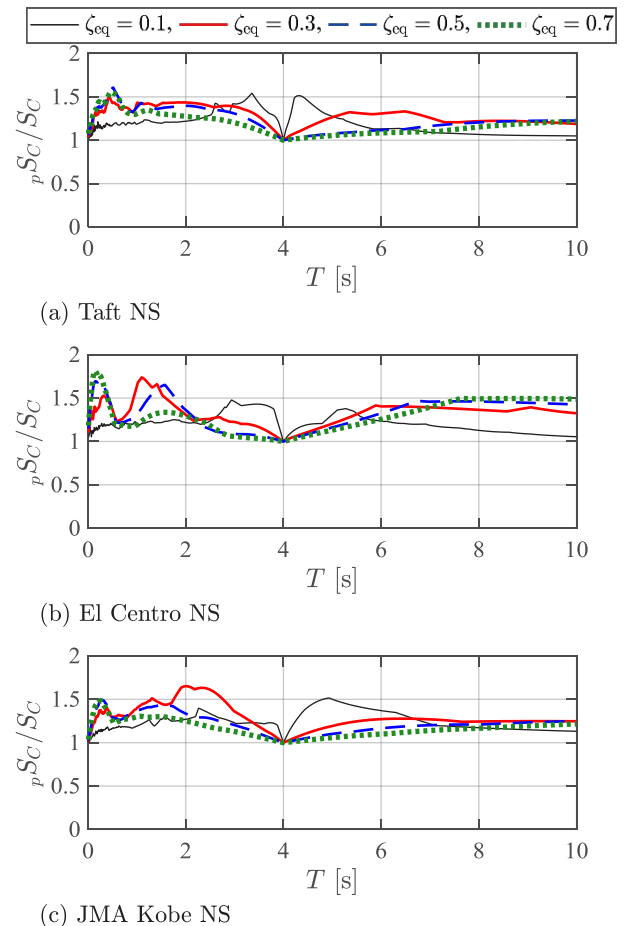 ζeq = 0.1, ζeq = 0.3, ζeq = 0.5, ζeq = 0.7
2
1.5
1
0.5
0
pSC/SC
0 2 4 6 8 10
T [s]
(a) Taft NS
2
1.5
1
0.5
0
pSC/SC
0 2 4 6 8 10
T [s]
(b) El Centro NS
2
1.5
1
0.5
0
pSC/SC
0 2 4 6 8 10
T [s]
(c) JMA Kobe NS